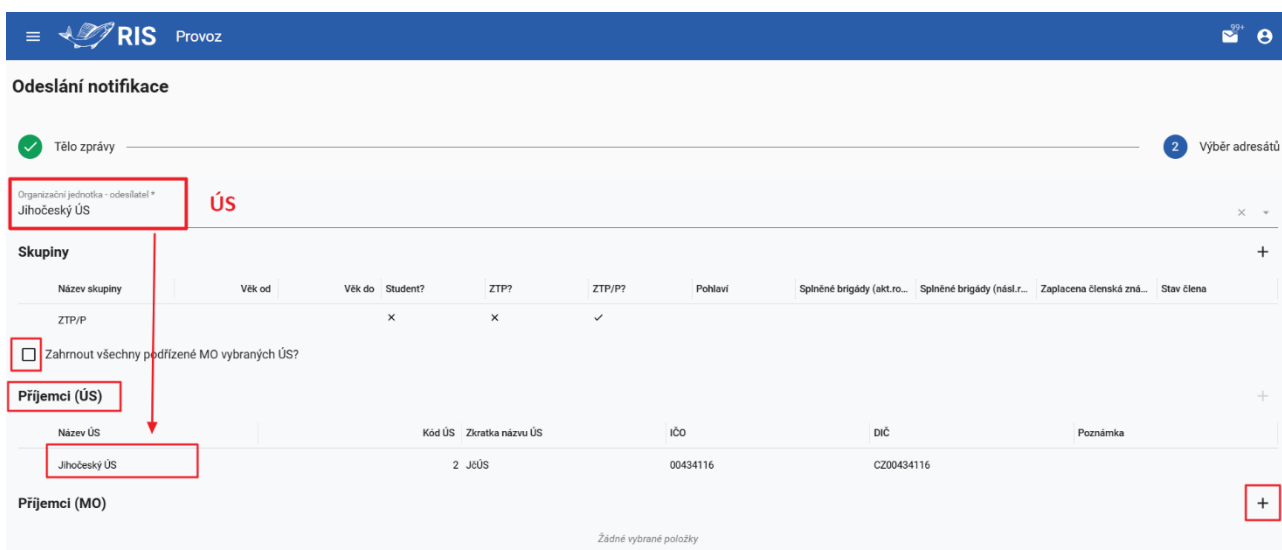 RIS Provoz 99+
Odeslání notifikace
Tělo zprávy 2 Výběr adresátů
Organizační jednotka - odesílatel *
Jihočeský ÚS ÚS
Skupiny
Název skupiny Věk od Věk do Student? ZTP? ZTP/P? Pohlaví Splněné brigády (akt.ro... Splněné brigády (násl.r... Zaplacena členská zná... Stav člena
ZTP/P
Zahrnout všechny podřízené MO vybraných ÚS?
Příjemci (ÚS)
Název ÚS Kód ÚS Zkratka názvu ÚS IČO DIČ Poznámka
Jihočeský ÚS 2 JčÚS 00434116 CZ00434116
Příjemci (MO)
Žádné vybrané položky